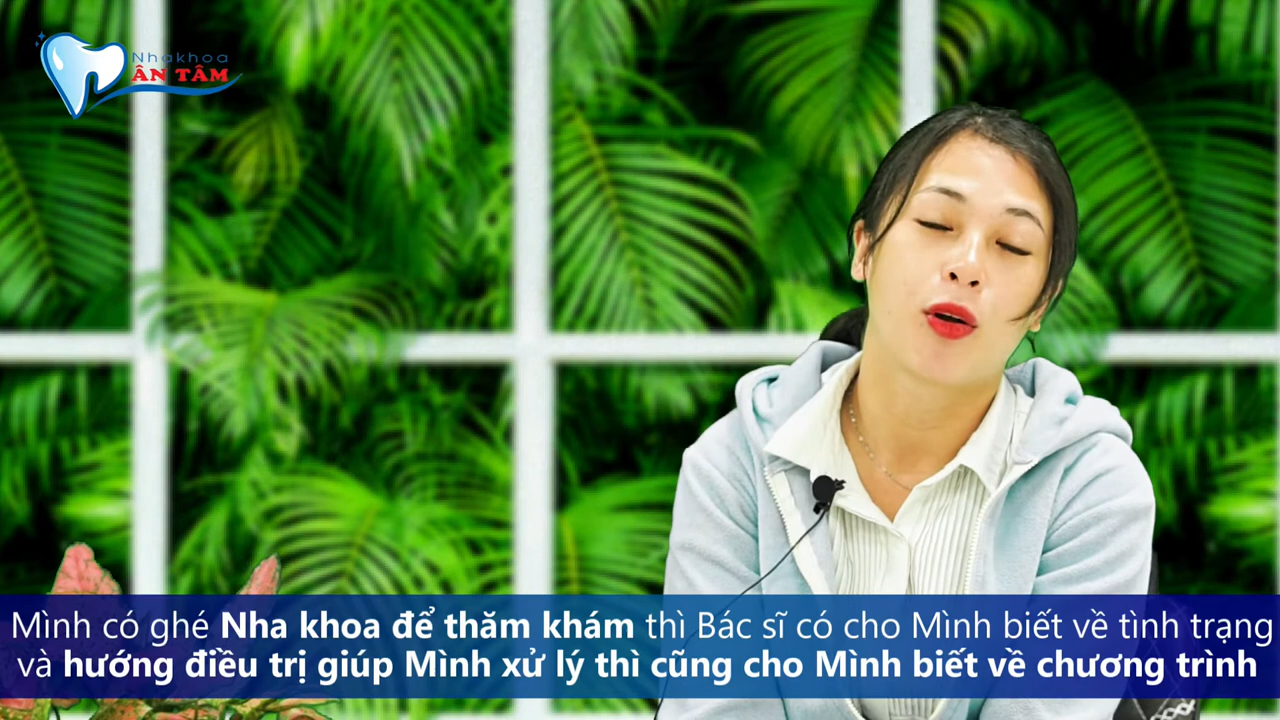 Nhakhoa
ÂN TÂM
Mình có ghé Nha khoa để thăm khám thì Bác sĩ có cho Mình biết về tình trạng
và hướng điều trị giúp Mình xử lý thì cũng cho Mình biết về chương trình